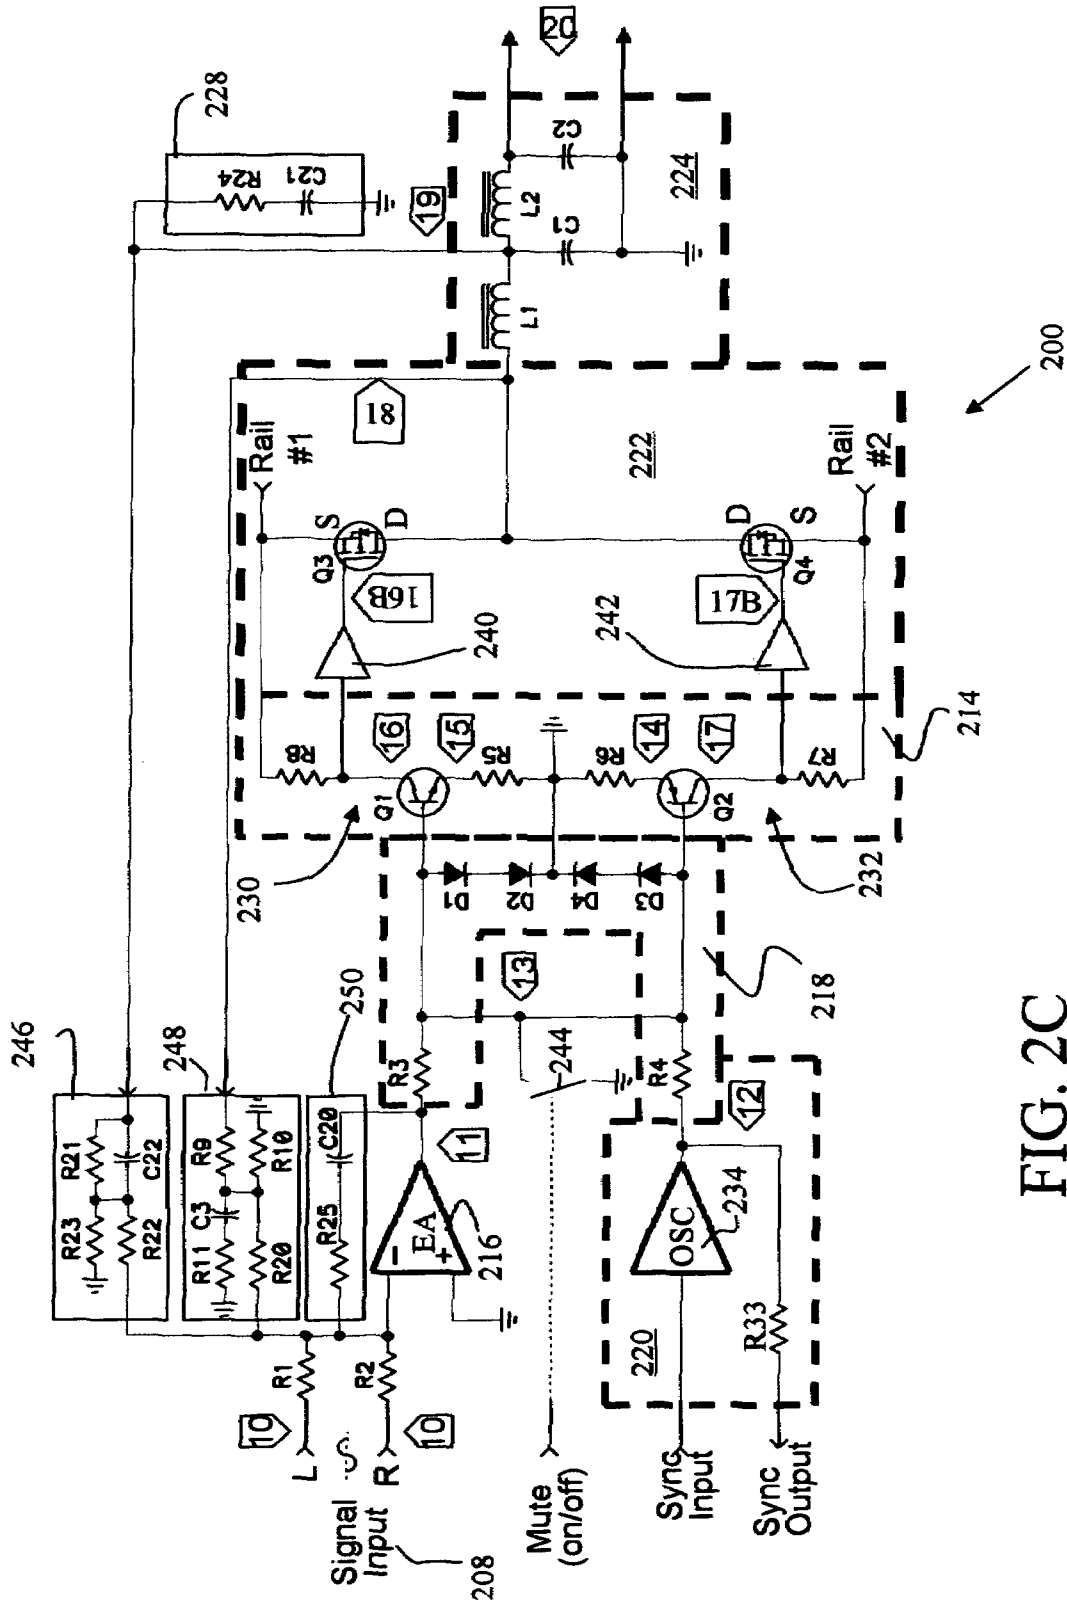 228
R24
C21
19
20
C2
C1
L2
L1
224
200
18
Rail
#1
222
Rail
#2
S
D
Q3
16B
240
D
S
Q4
17B
242
214
R8
16
15
R5
R6
14
17
R7
Q1
Q2
230
232
D1
D2
D4
D3
13
218
246
R21
C22
R23
R22
248
R9
R10
C3
R11
R20
250
C20
R25
R3
244
R4
12
11
EA
-
+
216
OSC
234
220
R33
R1
R2
10
10
L
R
Signal
Input
208
Mute
(on/off)
Sync
Input
Sync
Output
FIG. 2C